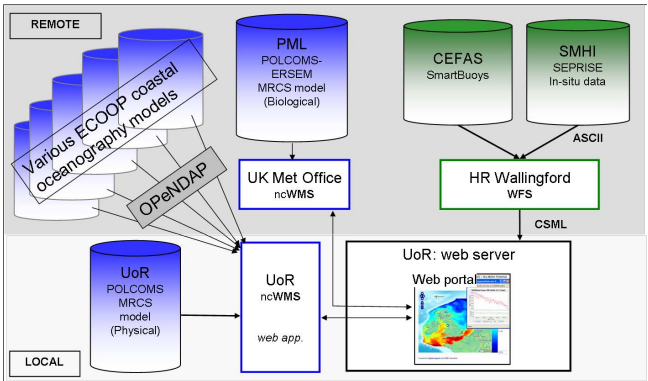 REMOTE
Various ECOOP coastal
oceanography models
OPeNDAP
PML
POLCOMS-
ERSEM
MRCS model
(Biological)
CEFAS
SmartBuoys
SMHI
SEPRISE
In-situ data
ASCII
UK Met Office
ncWMS
HR Wallingford
WFS
CSML
UoR
POLCOMS
MRCS
model
(Physical)
UoR
ncWMS
web app.
UoR: web server
Web portal
LOCAL